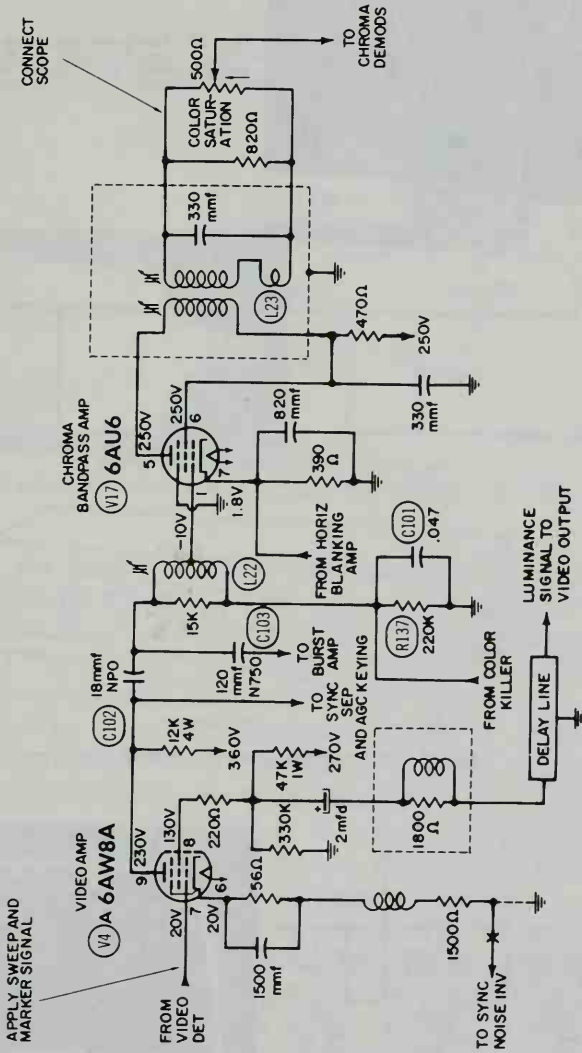 APPLY SWEEP AND
MARKER SIGNAL
FROM
VIDEO
DET
VIDEO AMP
V4 A 6AW8A
9
230V
130V
8
20V
7
20V
6
220Ω
56Ω
1500
mmf
1500Ω
TO SYNC
NOISE INV
12K
4W
360V
330K
47K
1W
270V
+
2 mfd
1800
Ω
DELAY LINE
LUMINANCE
SIGNAL TO
VIDEO OUTPUT
C102
18mmf
NPO
120
mmf
N750
C103
TO
BURST
AMP
TO
SYNC
SEP
AND AGC KEYING
15K
L22
-10V
FROM COLOR
KILLER
R137
220K
C101
.047
CHROMA
BANDPASS AMP
V17 6AU6
5
250V
250V
6
1
7
1.8V
FROM HORIZ
BLANKING
AMP
390
Ω
820
mmf
330
mmf
470Ω
250V
L23
330
mmf
820Ω
COLOR
SATUR-
ATION
500Ω
CONNECT
SCOPE
TO
CHROMA
DEMODS